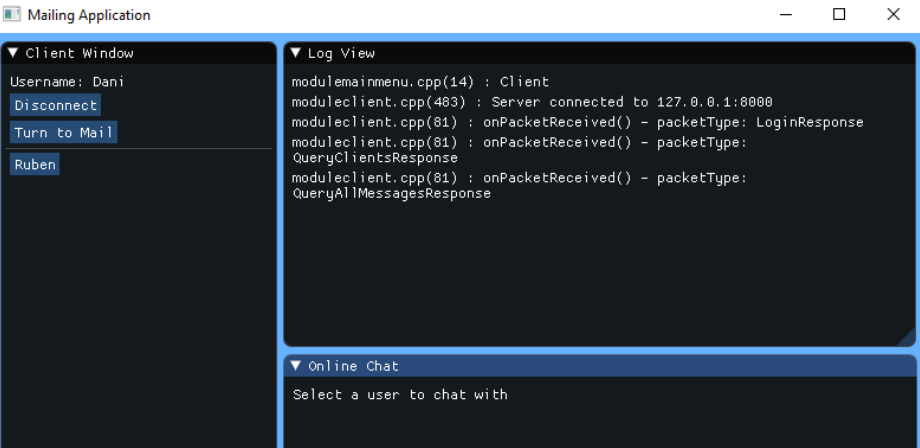 Mailing Application
Client Window
Username: Dani
Disconnect
Turn to Mail
Ruben
Log View
modulemainmenu.cpp(14) : Client
moduleclient.cpp(483) : Server connected to 127.0.0.1:8000
moduleclient.cpp(81) : onPacketReceived() - packetType: LoginResponse
moduleclient.cpp(81) : onPacketReceived() - packetType:
QueryClientsResponse
moduleclient.cpp(81) : onPacketReceived() - packetType:
QueryAllMessagesResponse
Online Chat
Select a user to chat with